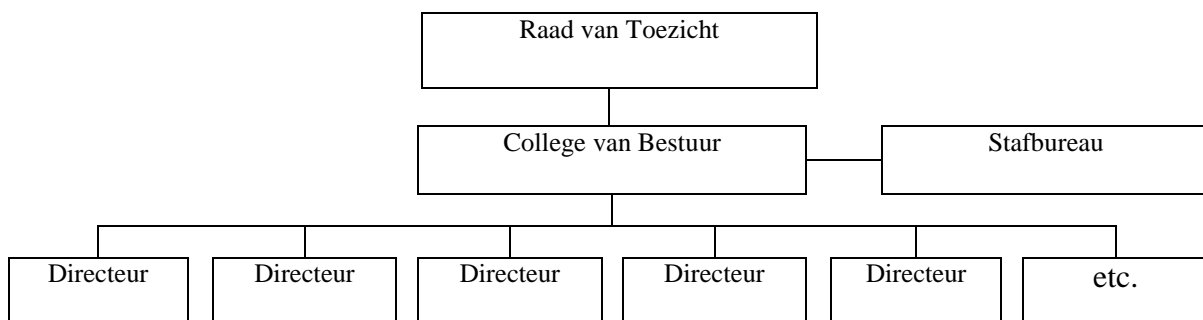 Raad van Toezicht
College van Bestuur
Stafbureau
Directeur
Directeur
Directeur
Directeur
Directeur
etc.